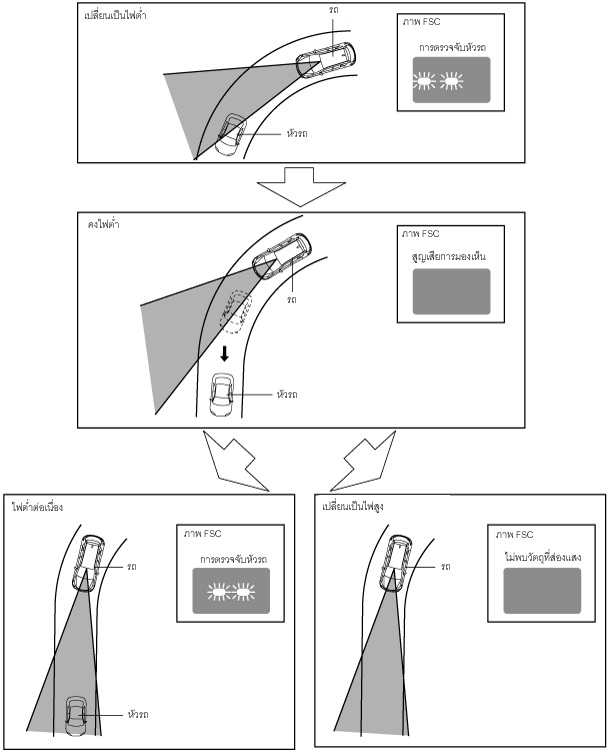 เปลี่ยนเป็นไฟต่ำ
รถ
ภาพ FSC
การตรวจจับหัวรถ
หัวรถ
คงไฟต่ำ
ภาพ FSC
สูญเสียการมองเห็น
รถ
หัวรถ
ไฟต่ำต่อเนื่อง
ภาพ FSC
การตรวจจับหัวรถ
รถ
หัวรถ
เปลี่ยนเป็นไฟสูง
ภาพ FSC
ไม่พบวัตถุที่ส่องแสง
รถ